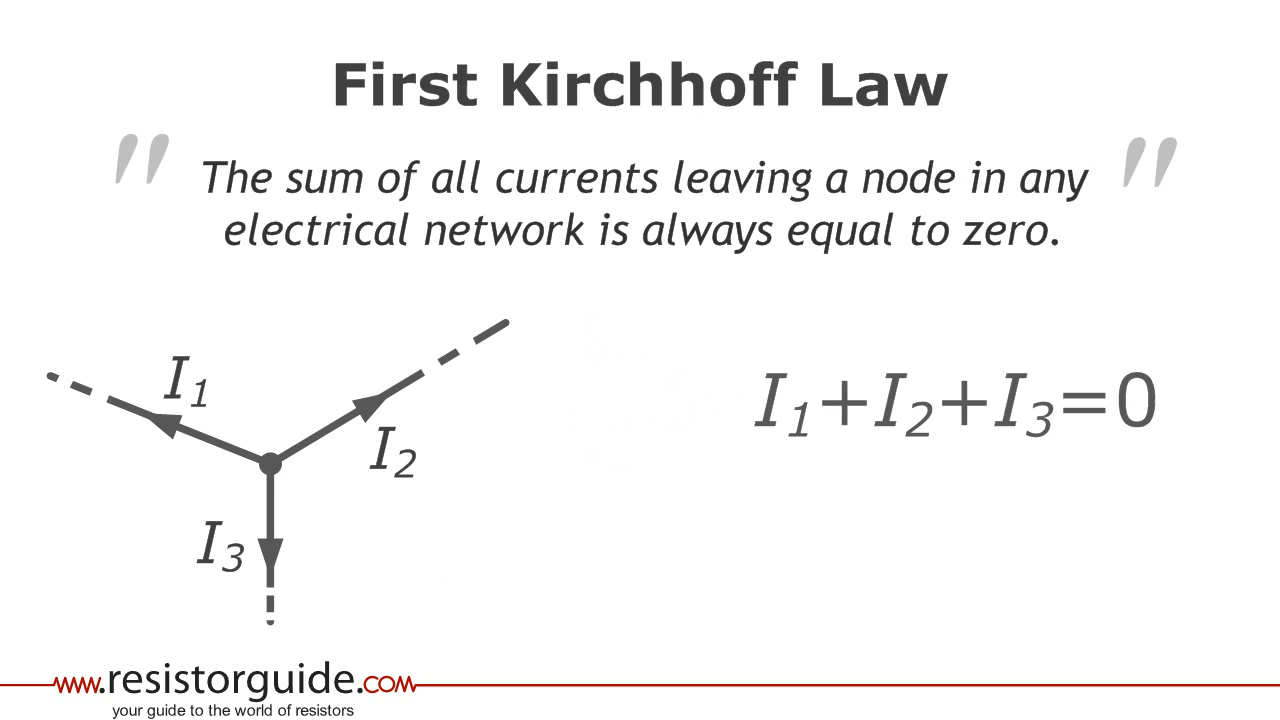 First Kirchhoff Law
" The sum of all currents leaving a node in any "
electrical network is always equal to zero.
I1
I2
I3
I1+I2+I3=0
www.resistorguide.com
your guide to the world of resistors